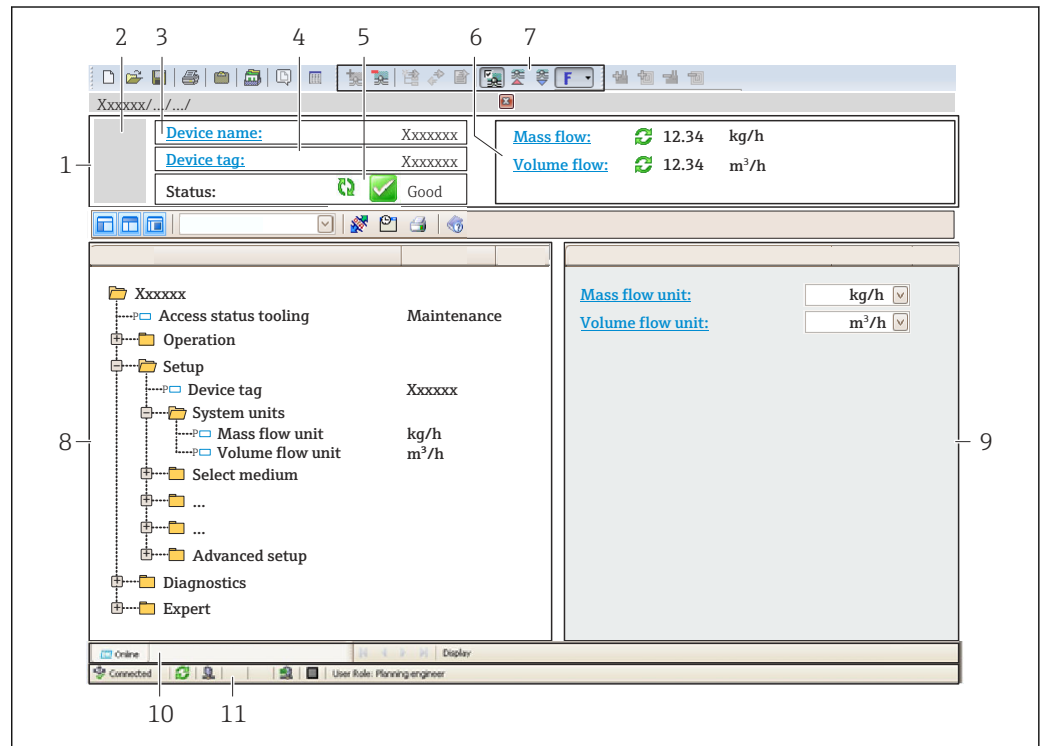 2 3 4 5 6 7
F
Xxxxxx/.../.../
1
Device name: Xxxxxxx
Device tag: Xxxxxxx
Status: Good
Mass flow: 12.34 kg/h
Volume flow: 12.34 m³/h
Xxxxxx
P Access status tooling Maintenance
Operation
Setup
P Device tag Xxxxxx
System units
P Mass flow unit kg/h
P Volume flow unit m³/h
Select medium
...
...
Advanced setup
Diagnostics
Expert
8
Mass flow unit: kg/h
Volume flow unit: m³/h
9
Online Display
Connected User Role: Planning engineer
10 11